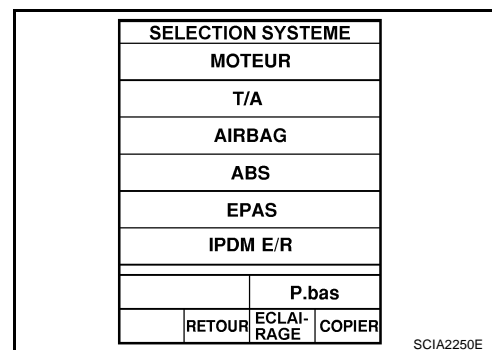 SELECTION SYSTEME
MOTEUR
T/A
AIRBAG
ABS
EPAS
IPDM E/R
P.bas
RETOUR ECLAI-RAGE COPIER
SCIA2250E